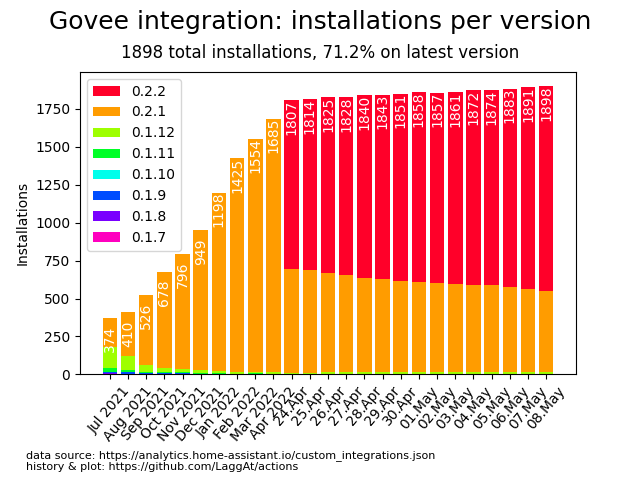 Govee integration: installations per version
1898 total installations, 71.2% on latest version
0.2.2
0.2.1
0.1.12
0.1.11
0.1.10
0.1.9
0.1.8
0.1.7
Installations
1750
1500
1250
1000
750
500
250
0
374
410
526
678
796
949
1198
1425
1554
1685
1807
1814
1825
1828
1840
1843
1851
1858
1857
1861
1872
1874
1883
1891
1898
Jul 2021
Aug 2021
Sep 2021
Oct 2021
Nov 2021
Dec 2021
Jan 2022
Feb 2022
Mar 2022
Apr 2022
24.Apr
25.Apr
26.Apr
27.Apr
28.Apr
29.Apr
30.Apr
01.May
02.May
03.May
04.May
05.May
06.May
07.May
08.May
data source: https://analytics.home-assistant.io/custom_integrations.json
history & plot: https://github.com/LaggAt/actions